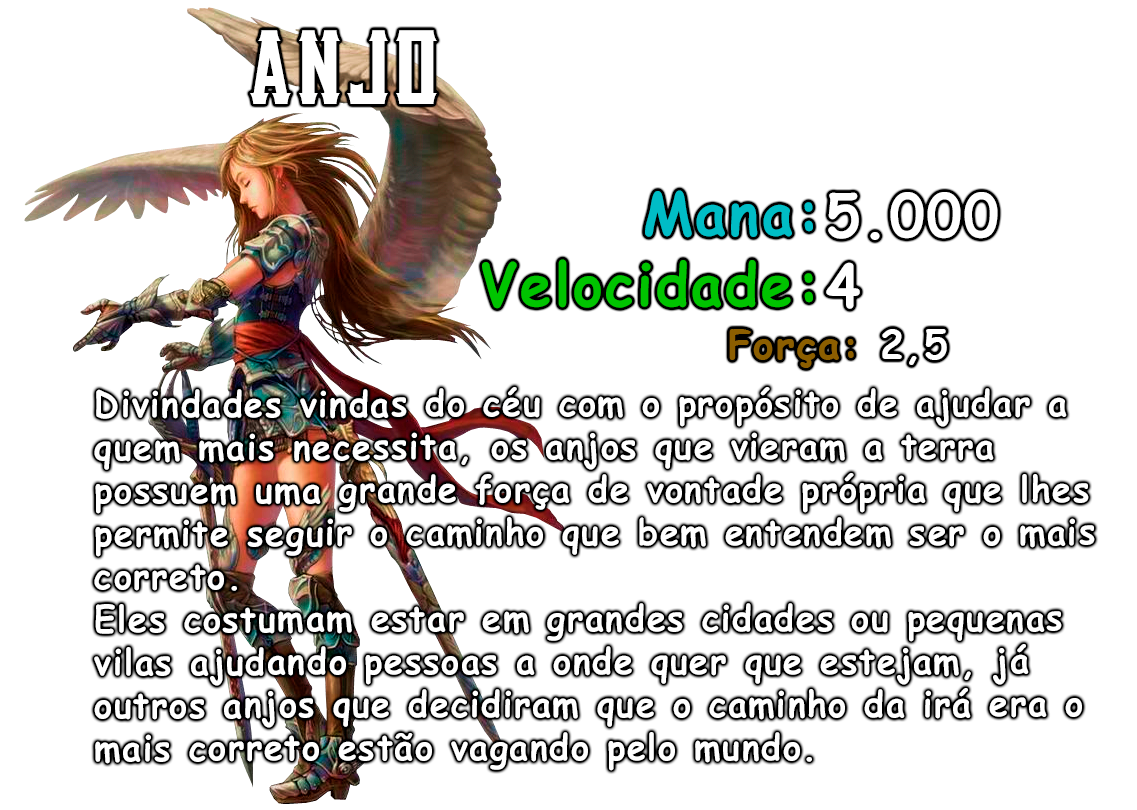 ANJO
Mana:5.000
Velocidade:4
Força: 2,5
Divindades vindas do céu com o propósito de ajudar a
quem mais necessita, os anjos que vieram a terra
possuem uma grande força de vontade própria que lhes
permite seguir o caminho que bem entendem ser o mais
correto.
Eles costumam estar em grandes cidades ou pequenas
vilas ajudando pessoas a onde quer que estejam, já
outros anjos que decidiram que o caminho da irá era o
mais correto estão vagando pelo mundo.